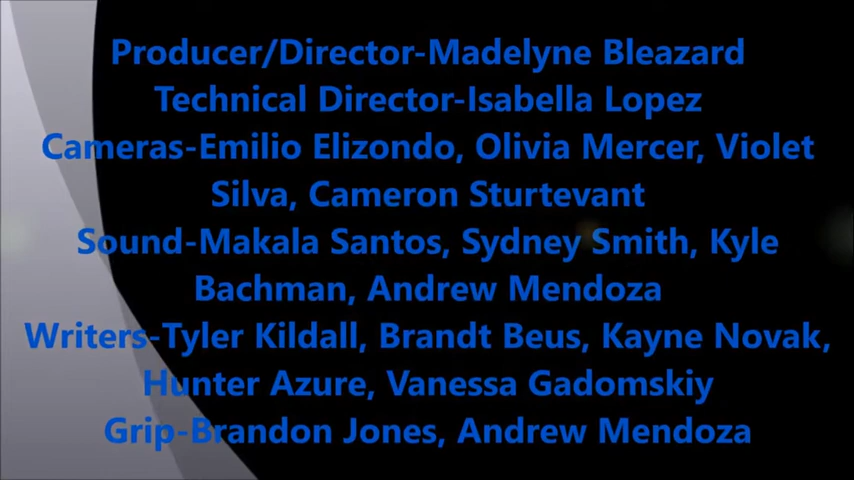 Producer/Director-Madelyne Bleazard
Technical Director-Isabella Lopez
Cameras-Emilio Elizondo, Olivia Mercer, Violet
Silva, Cameron Sturtevant
Sound-Makala Santos, Sydney Smith, Kyle
Bachman, Andrew Mendoza
Writers-Tyler Kildall, Brandt Beus, Kayne Novak,
Hunter Azure, Vanessa Gadomskiy
Grip-Brandon Jones, Andrew Mendoza